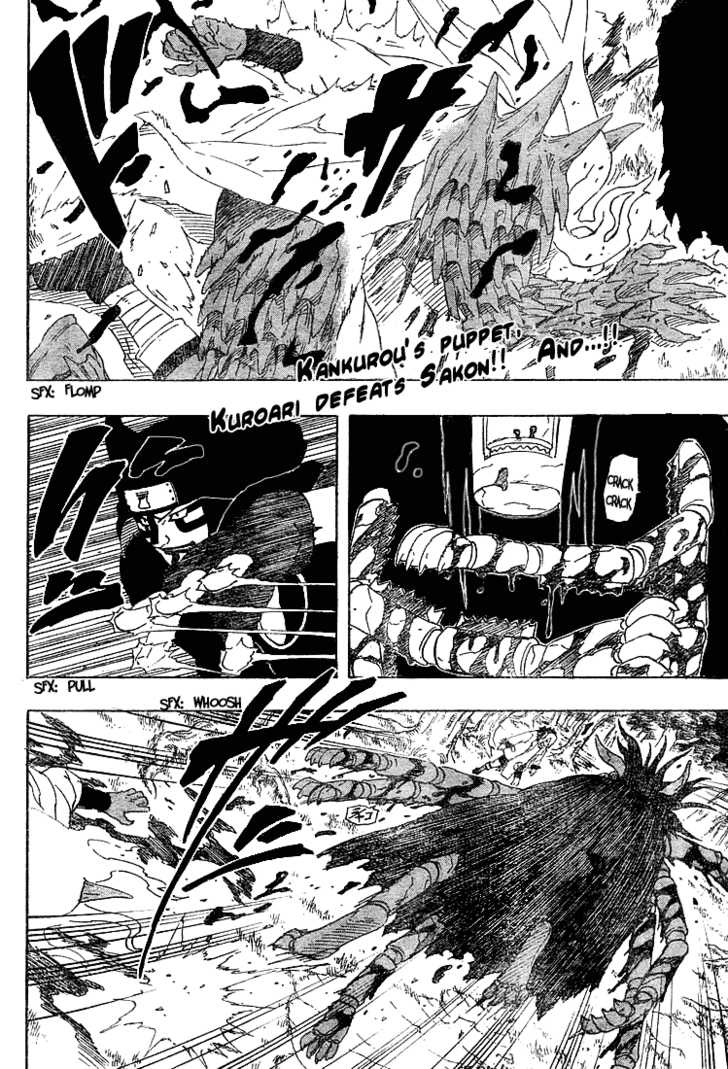 KANKUROU'S PUPPET,
KUROARI DEFEATS SAKON!! AND...!!
SFX: FLOMP
CRACK
CRACK
SFX: PULL
SFX: WHOOSH